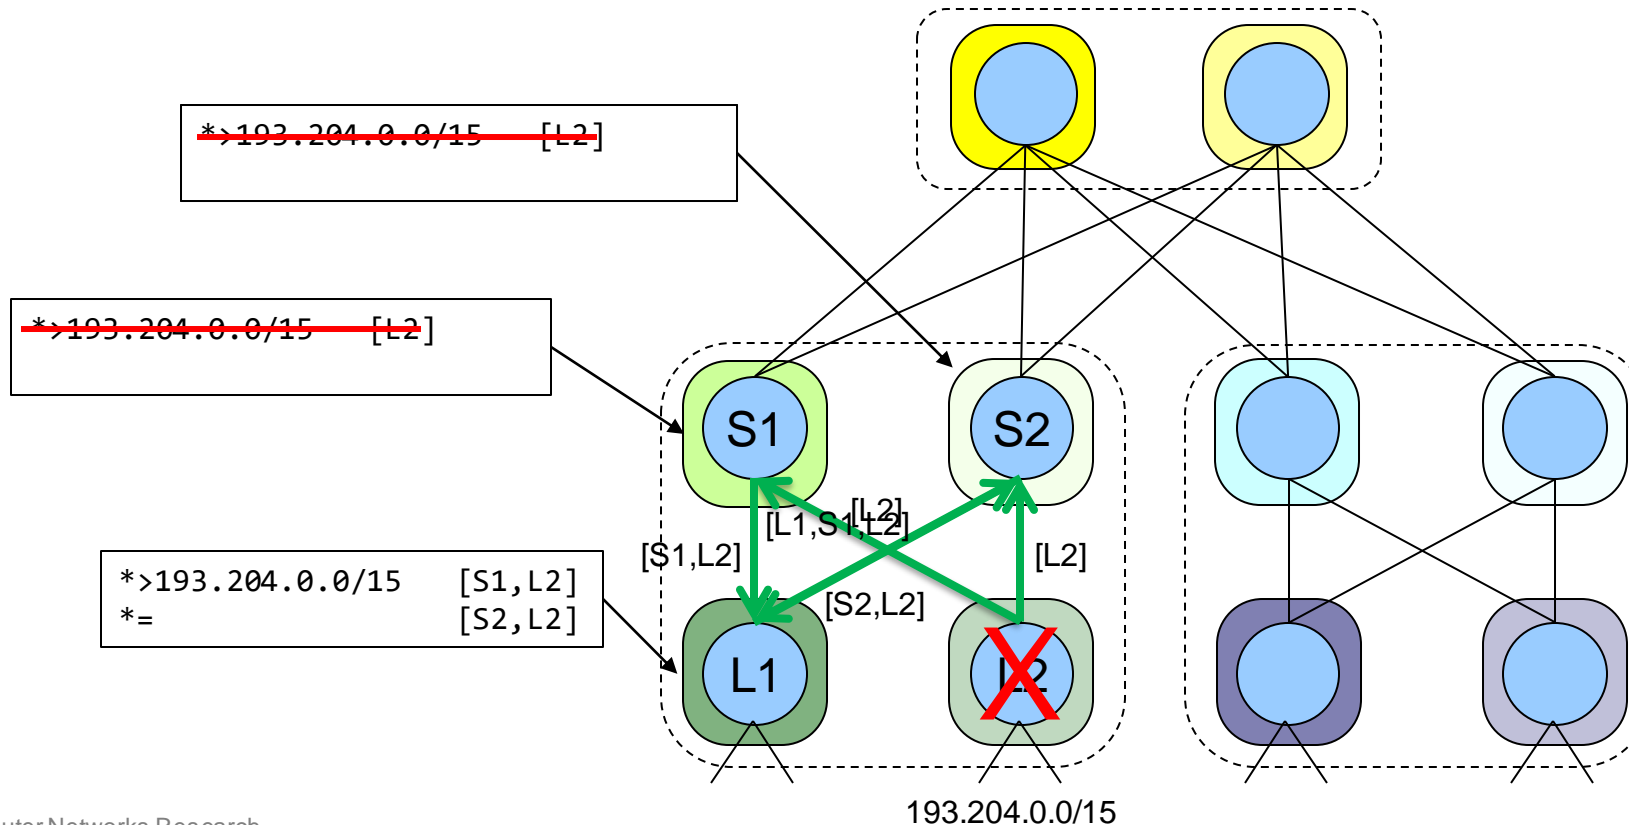 *>193.204.0.0/15 [L2]
*>193.204.0.0/15 [L2]
S1
S2
[L2]
[L1,S1,L2]
[S1,L2]
[L2]
*>193.204.0.0/15 [S1,L2]
*= [S2,L2]
[S2,L2]
L1
L2
X
193.204.0.0/15
Networks Research